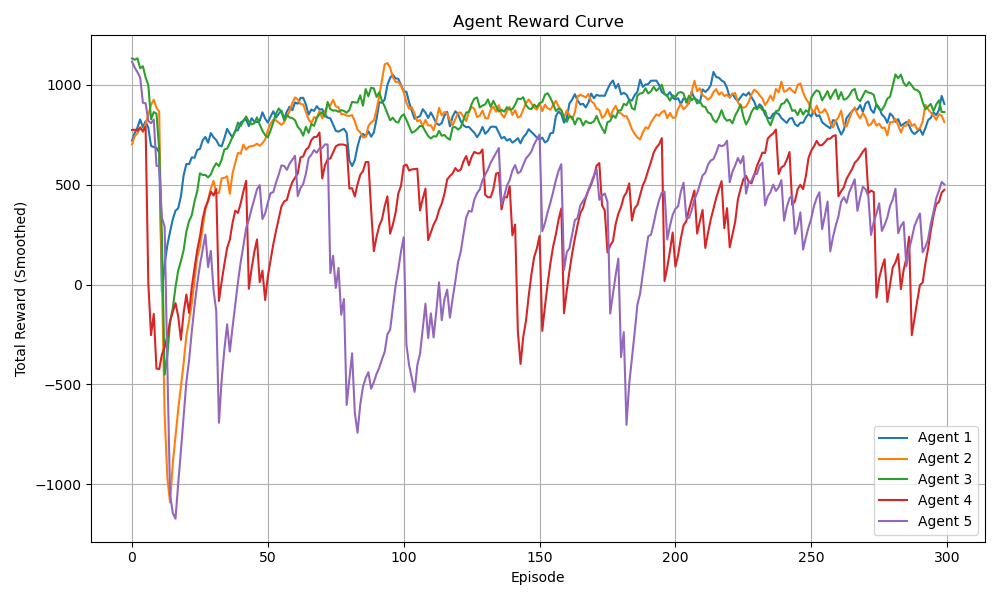 Agent Reward Curve
Total Reward (Smoothed)
1000
500
0
−500
−1000
0 50 100 150 200 250 300
Episode
Agent 1
Agent 2
Agent 3
Agent 4
Agent 5